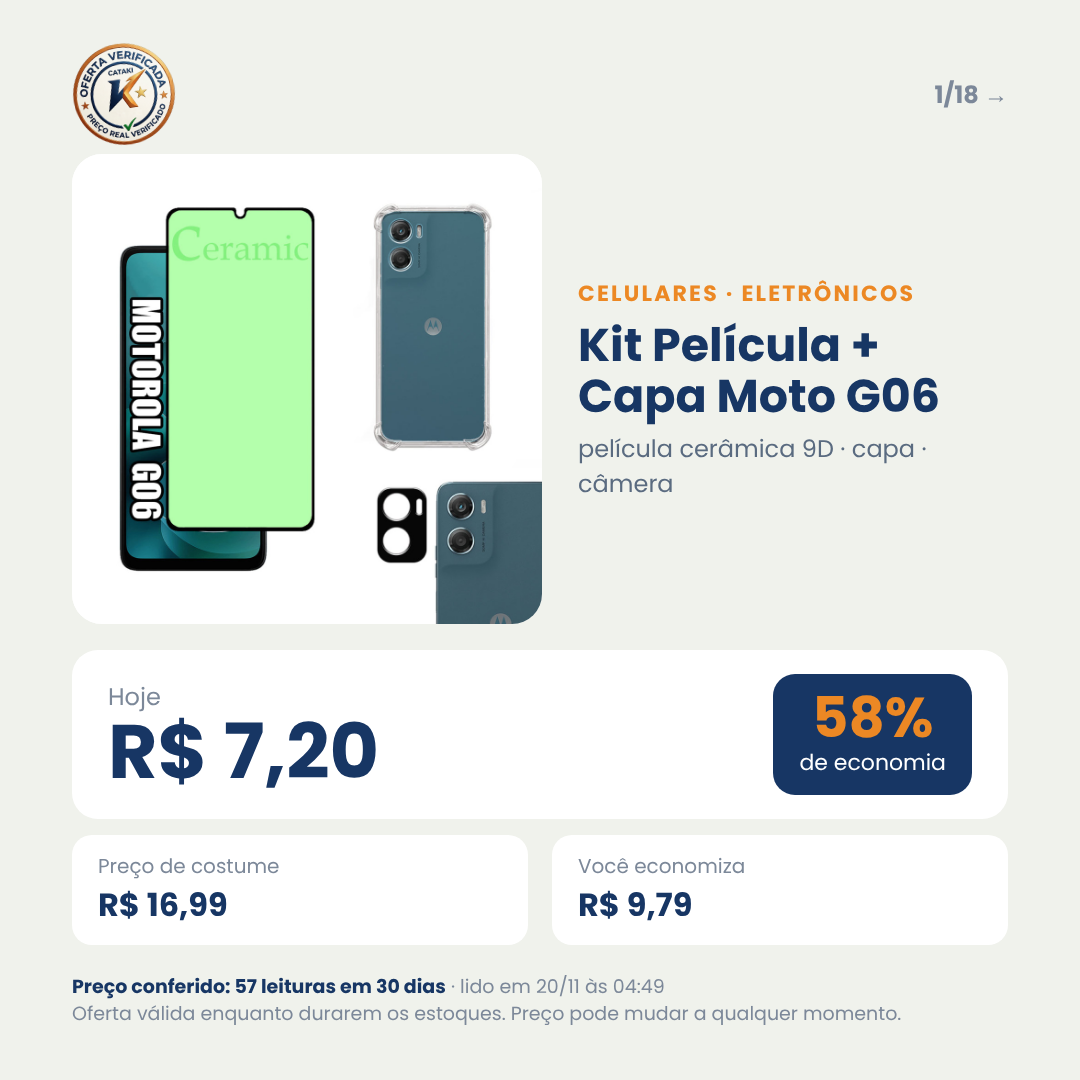 OFERTA VERIFICADA
CATAKI
PREÇO REAL VERIFICADO
1/18 →
Ceramic
MOTOROLA G06
CELULARES · ELETRÔNICOS
Kit Película +
Capa Moto G06
película cerâmica 9D · capa ·
câmera
Hoje
R$ 7,20
58%
de economia
Preço de costume
R$ 16,99
Você economiza
R$ 9,79
Preço conferido: 57 leituras em 30 dias · lido em 20/11 às 04:49
Oferta válida enquanto durarem os estoques. Preço pode mudar a qualquer momento.